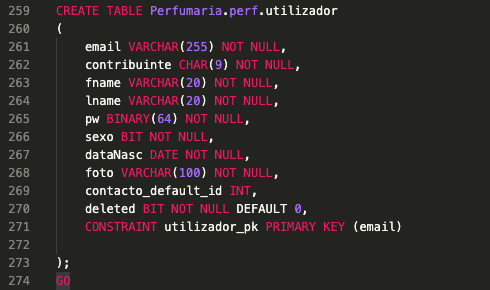 259 CREATE TABLE Perfumaria.perf.utilizador
260 (
261 email VARCHAR(255) NOT NULL,
262 contribuinte CHAR(9) NOT NULL,
263 fname VARCHAR(20) NOT NULL,
264 lname VARCHAR(20) NOT NULL,
265 pw BINARY(64) NOT NULL,
266 sexo BIT NOT NULL,
267 dataNasc DATE NOT NULL,
268 foto VARCHAR(100) NOT NULL,
269 contacto_default_id INT,
270 deleted BIT NOT NULL DEFAULT 0,
271 CONSTRAINT utilizador_pk PRIMARY KEY (email)
272
273 );
274 GO